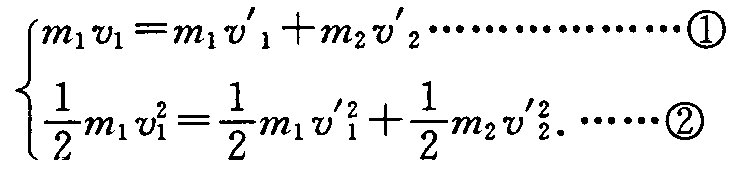 m₁v₁=m₁v′₁+m₂v′₂………………①
1/2m₁v₁²=1/2m₁v′₁²+1/2m₂v′₂². ……②